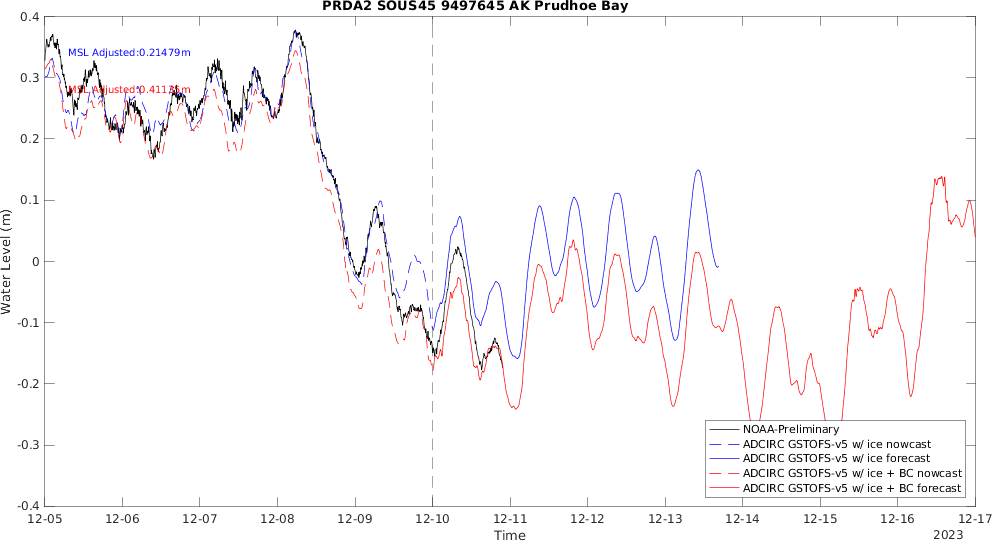 PRDA2 SOUS45 9497645 AK Prudhoe Bay
0.4
0.3
0.2
0.1
0
-0.1
-0.2
-0.3
-0.4
Water Level (m)
MSL Adjusted:0.21479m
MSL Adjusted:0.41135m
NOAA-Preliminary
ADCIRC GSTOFS-v5 w/ ice nowcast
ADCIRC GSTOFS-v5 w/ ice forecast
ADCIRC GSTOFS-v5 w/ ice + BC nowcast
ADCIRC GSTOFS-v5 w/ ice + BC forecast
12-05 12-06 12-07 12-08 12-09 12-10 12-11 12-12 12-13 12-14 12-15 12-16 12-17
Time
2023